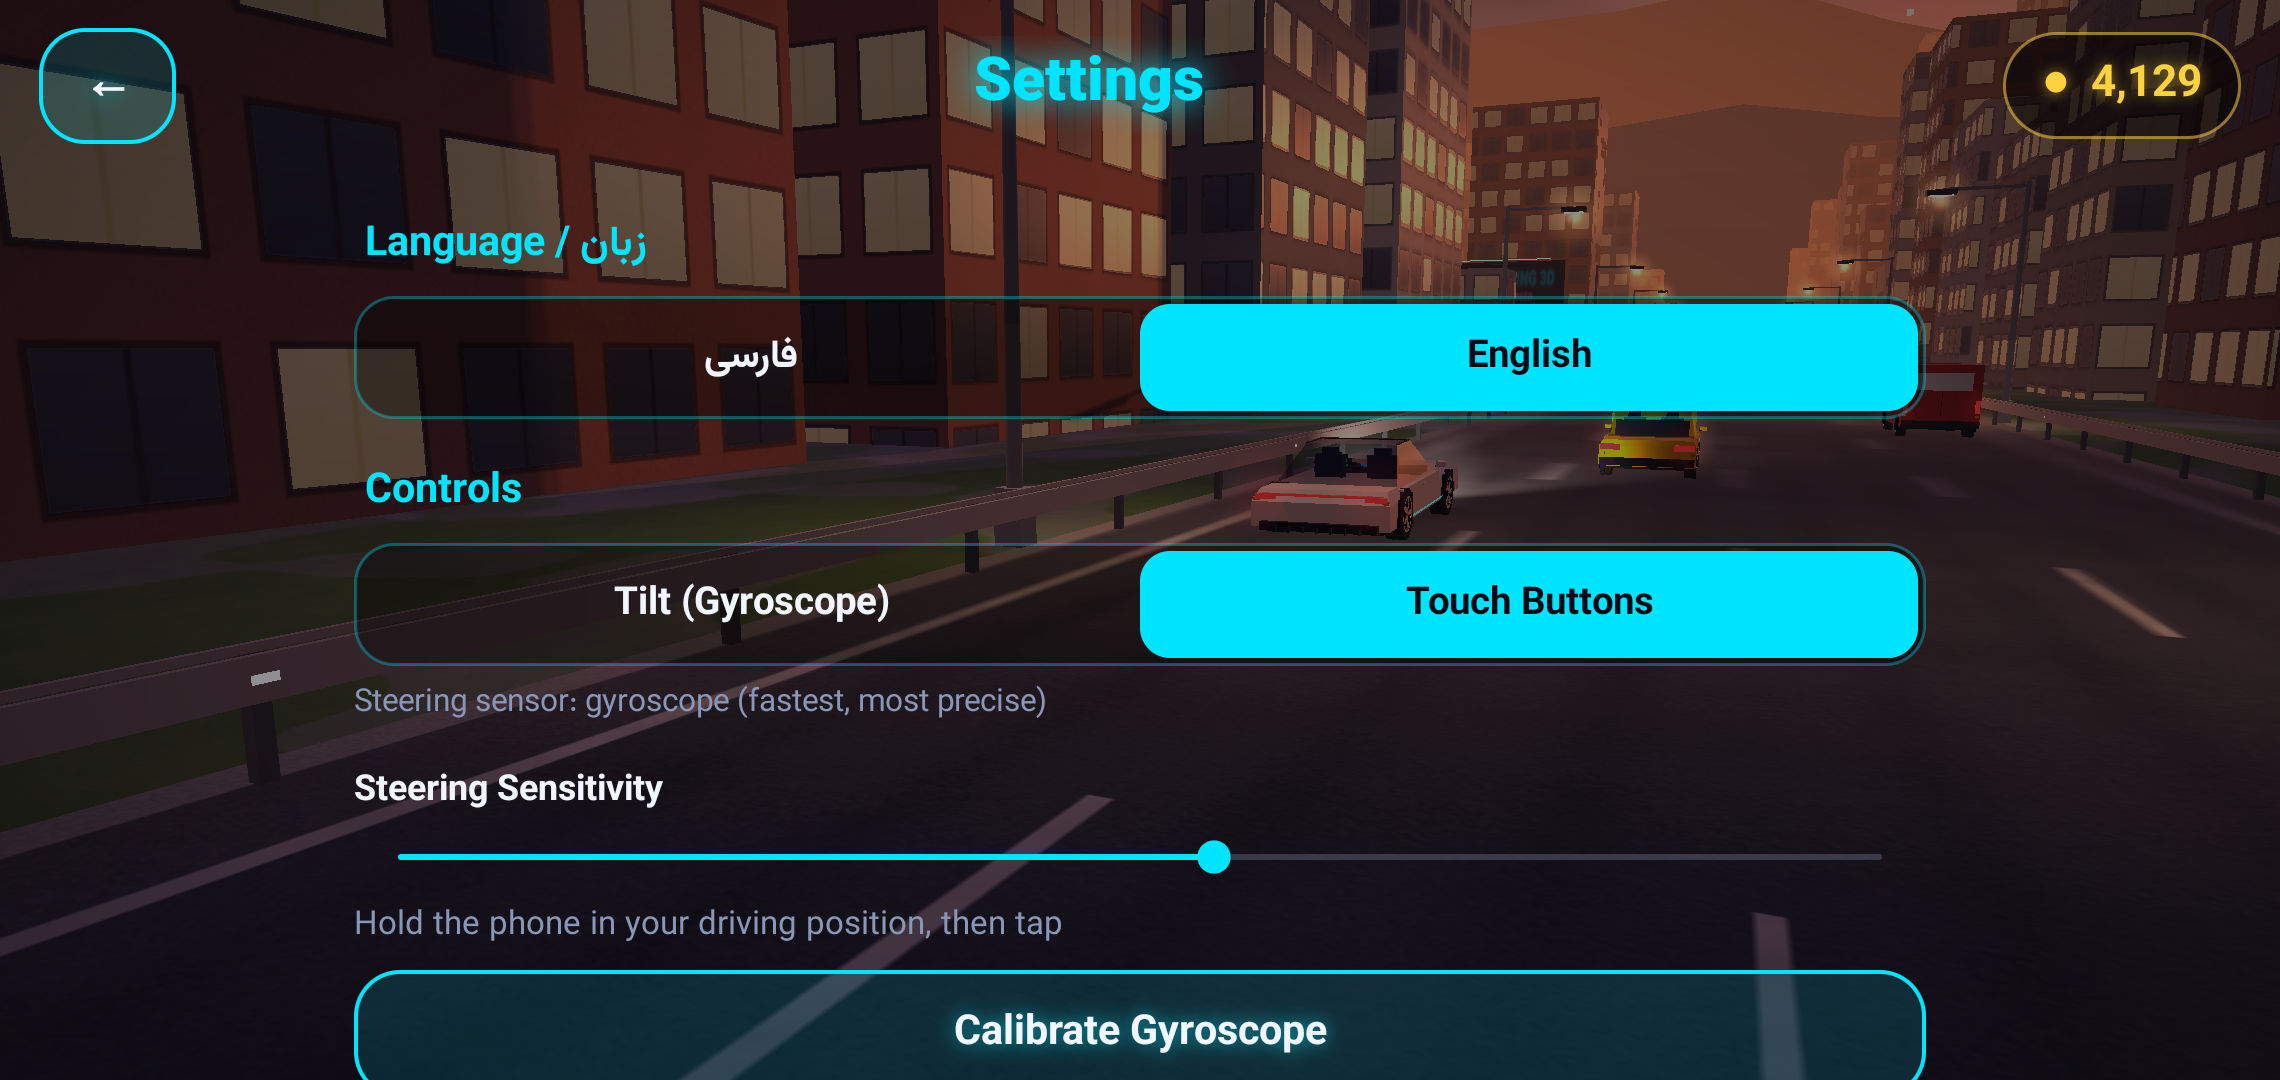 ←
Settings
4,129
Language / زبان
فارسی
English
Controls
Tilt (Gyroscope)
Touch Buttons
Steering sensor: gyroscope (fastest, most precise)
Steering Sensitivity
Hold the phone in your driving position, then tap
Calibrate Gyroscope